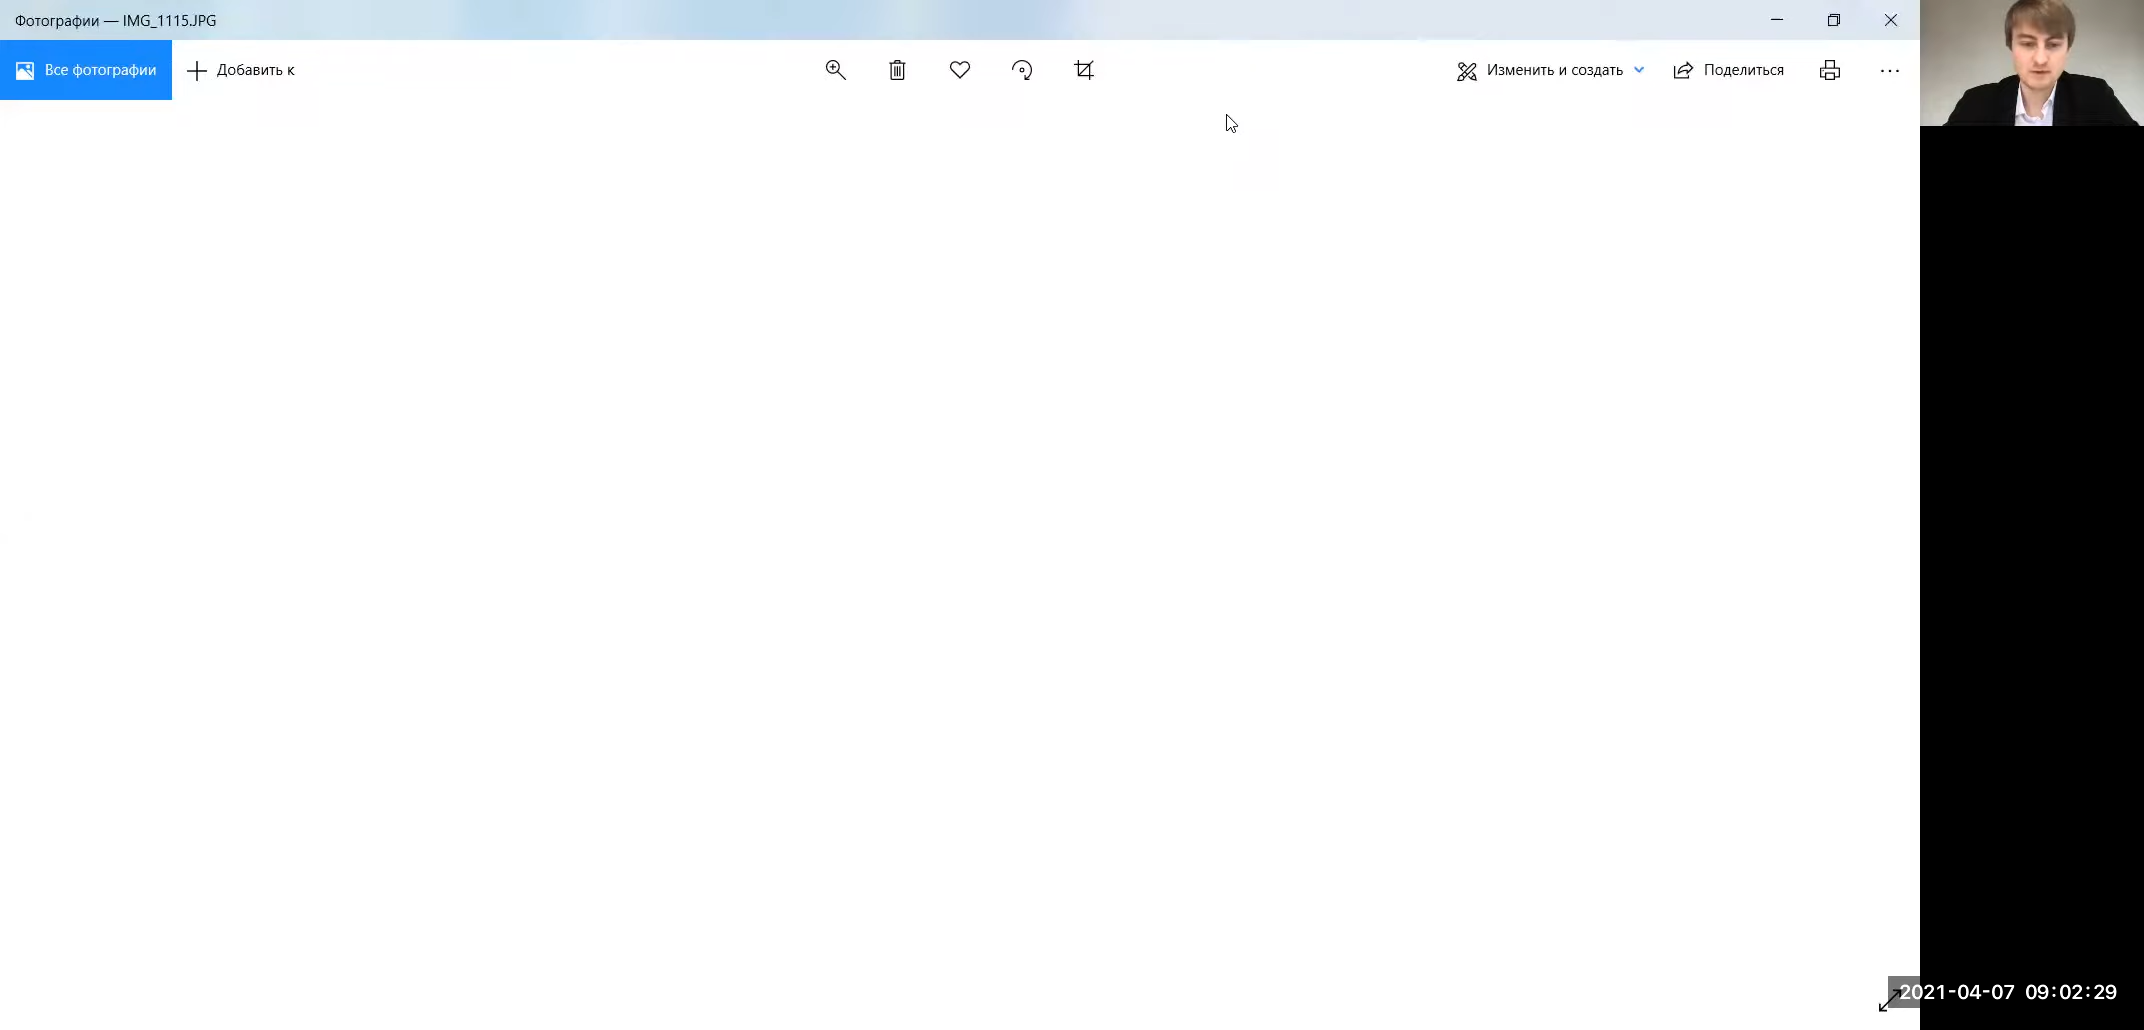 Фотографии — IMG_1115.JPG
Все фотографии
Добавить к
Изменить и создать
Поделиться
2021-04-07 09:02:29